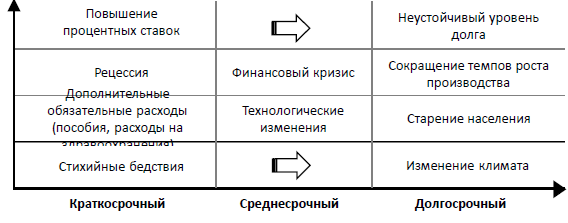 Повышение
процентных ставок
Неустойчивый уровень
долга
Рецессия
Финансовый кризис
Сокращение темпов роста
производства
Дополнительные
обязательные расходы
(пособия, расходы на
здравоохранение)
Технологические
изменения
Старение населения
Стихийные бедствия
Изменение климата
Краткосрочный
Среднесрочный
Долгосрочный